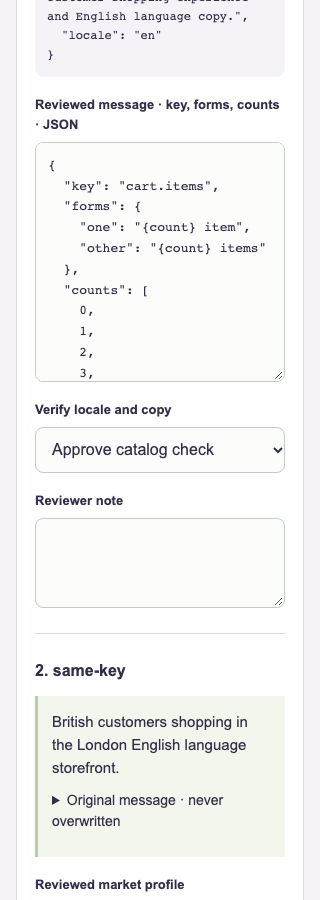 and English language copy.",
"locale": "en"
}
Reviewed message · key, forms, counts
· JSON
{
"key": "cart.items",
"forms": {
"one": "{count} item",
"other": "{count} items"
},
"counts": [
0,
1,
2,
3,
Verify locale and copy
Approve catalog check
Reviewer note
2. same-key
British customers shopping in
the London English language
storefront.
▶ Original message · never
overwritten
Reviewed market profile